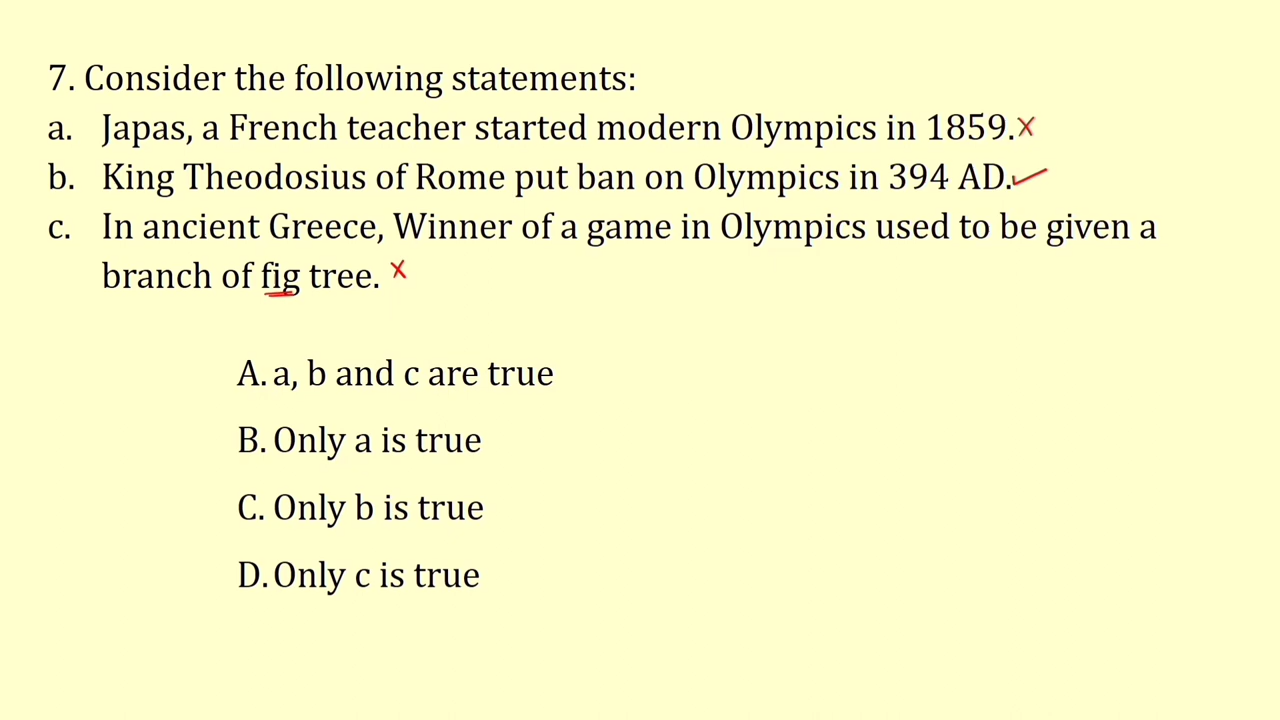 7. Consider the following statements:
a. Japas, a French teacher started modern Olympics in 1859.x
b. King Theodosius of Rome put ban on Olympics in 394 AD.✓
c. In ancient Greece, Winner of a game in Olympics used to be given a
branch of fig tree. x
A. a, b and c are true
B. Only a is true
C. Only b is true
D. Only c is true